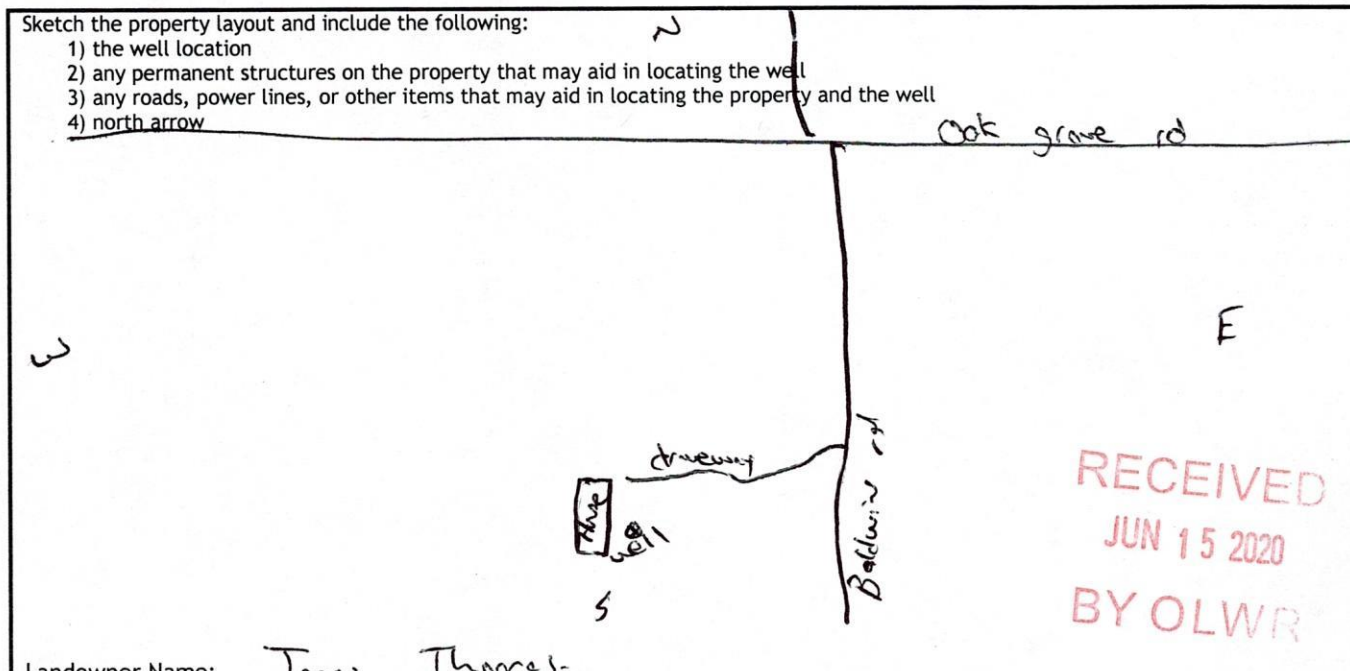 Sketch the property layout and include the following:
N
1) the well location
2) any permanent structures on the property that may aid in locating the well
3) any roads, power lines, or other items that may aid in locating the property and the well
4) north arrow
Oak grove rd
E
W
driveway
Baldwin rd
House
well
S
RECEIVED
JUN 15 2020
BY OLWR
Landowner Name: